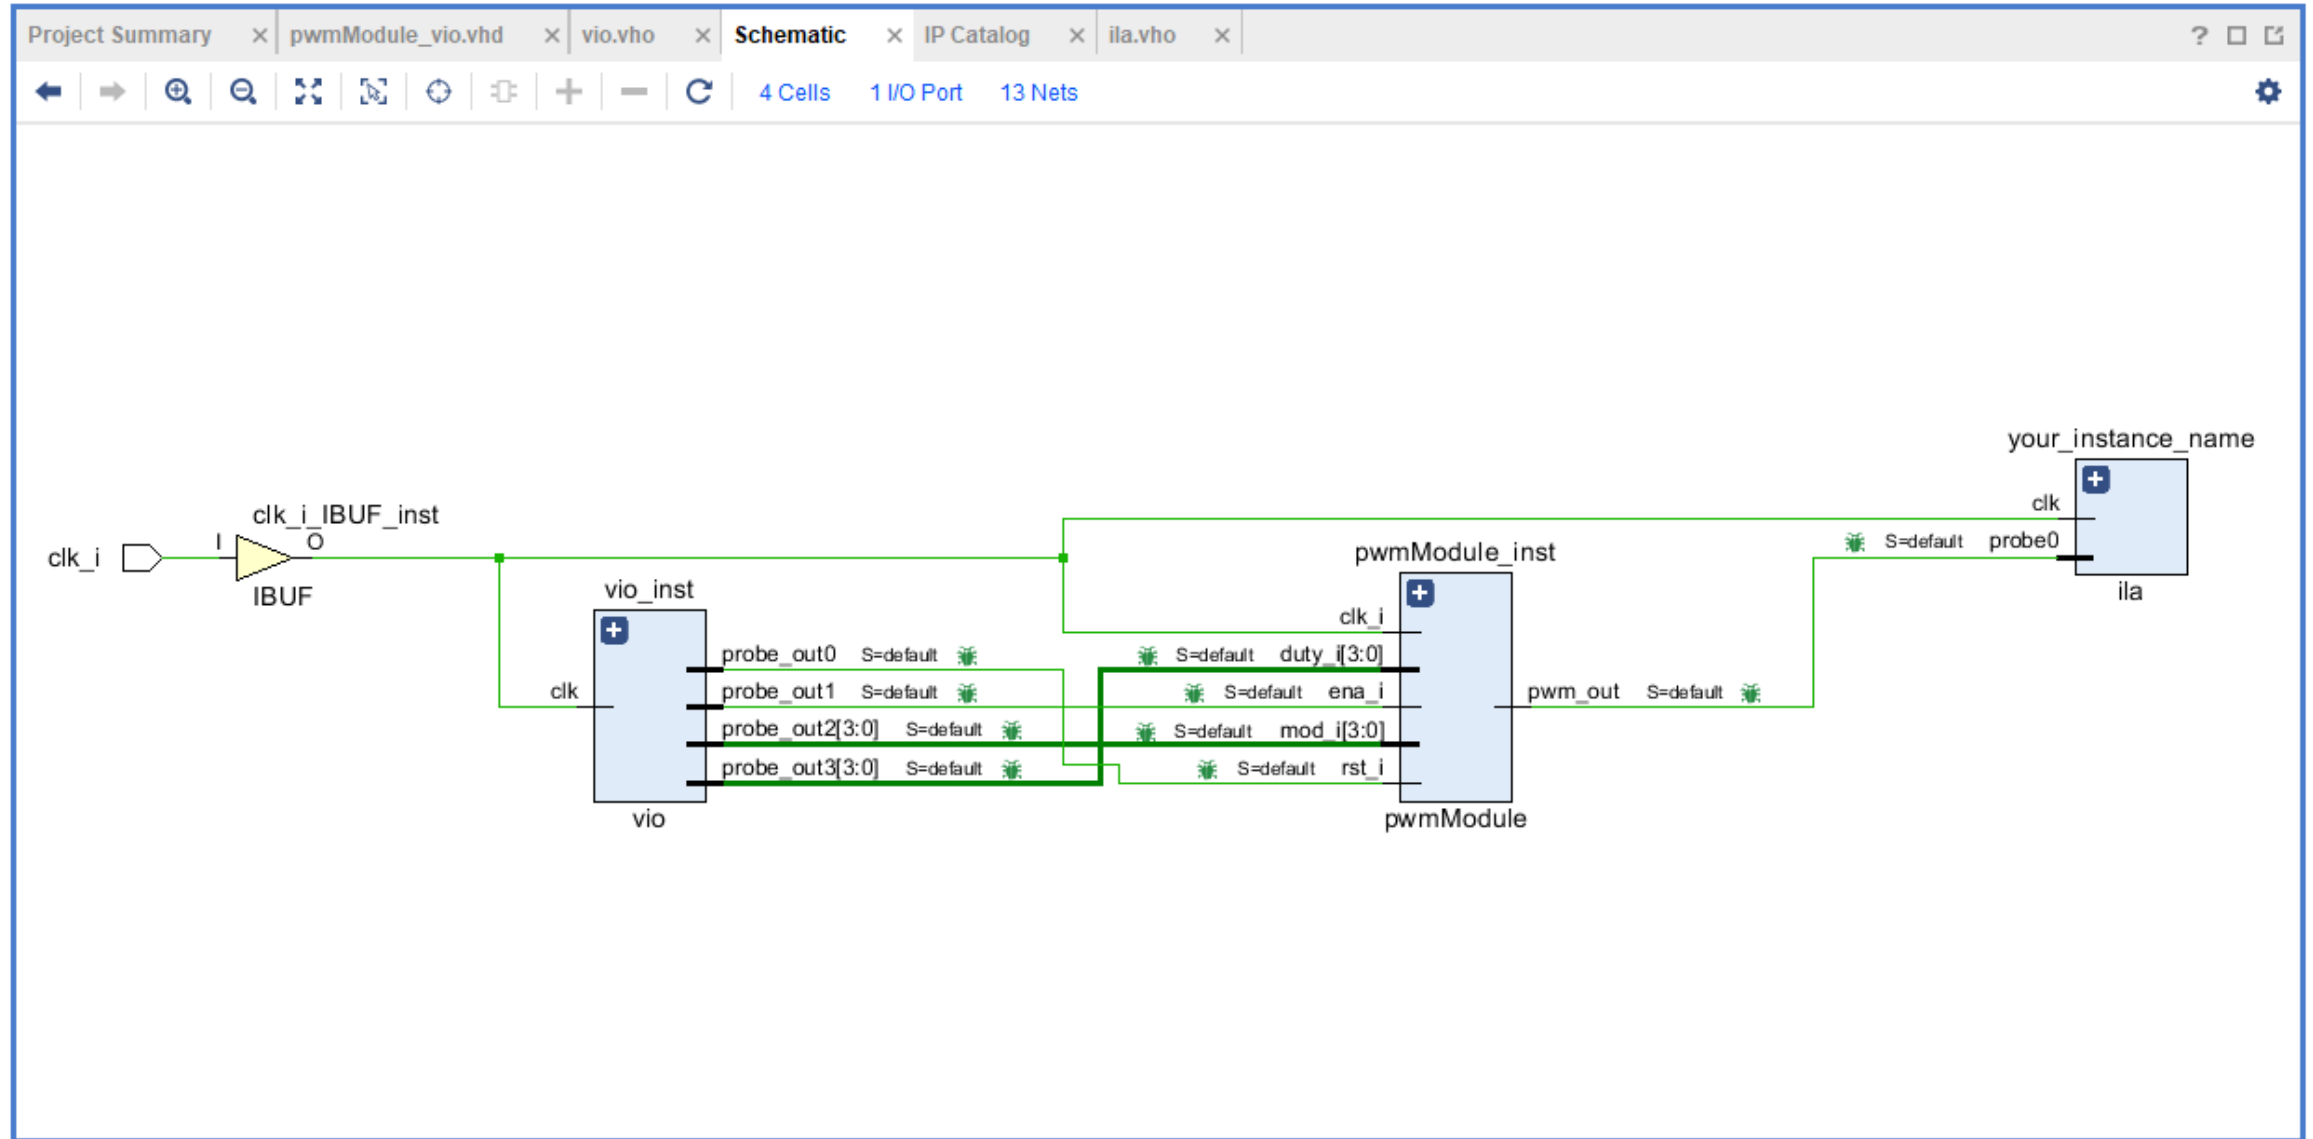 Project Summary × pwmModule_vio.vhd × vio.vho × Schematic × IP Catalog × ila.vho ×
?
4 Cells 1 I/O Port 13 Nets
your_instance_name
clk
probe0 S=default
ila
clk_i_IBUF_inst
clk_i
I
O
IBUF
vio_inst
clk
probe_out0 S=default
probe_out1 S=default
probe_out2[3:0] S=default
probe_out3[3:0] S=default
vio
pwmModule_inst
clk_i
S=default duty_i[3:0]
S=default ena_i
S=default mod_i[3:0]
S=default rst_i
pwm_out S=default
pwmModule